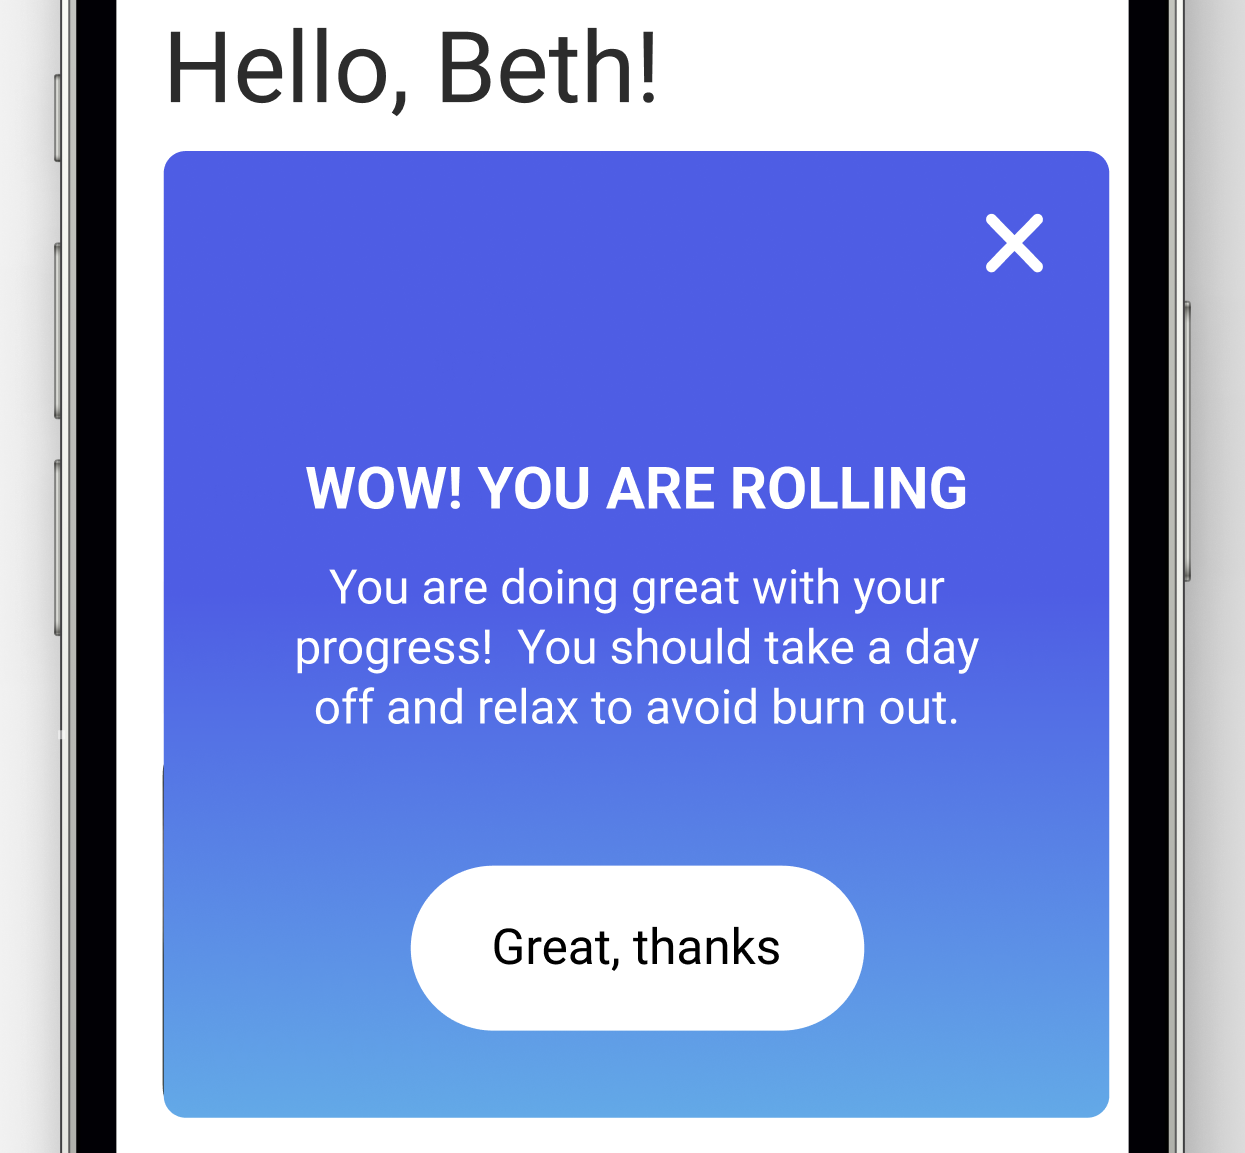 Hello, Beth!
WOW! YOU ARE ROLLING
You are doing great with your
progress!  You should take a day
off and relax to avoid burn out.
Great, thanks